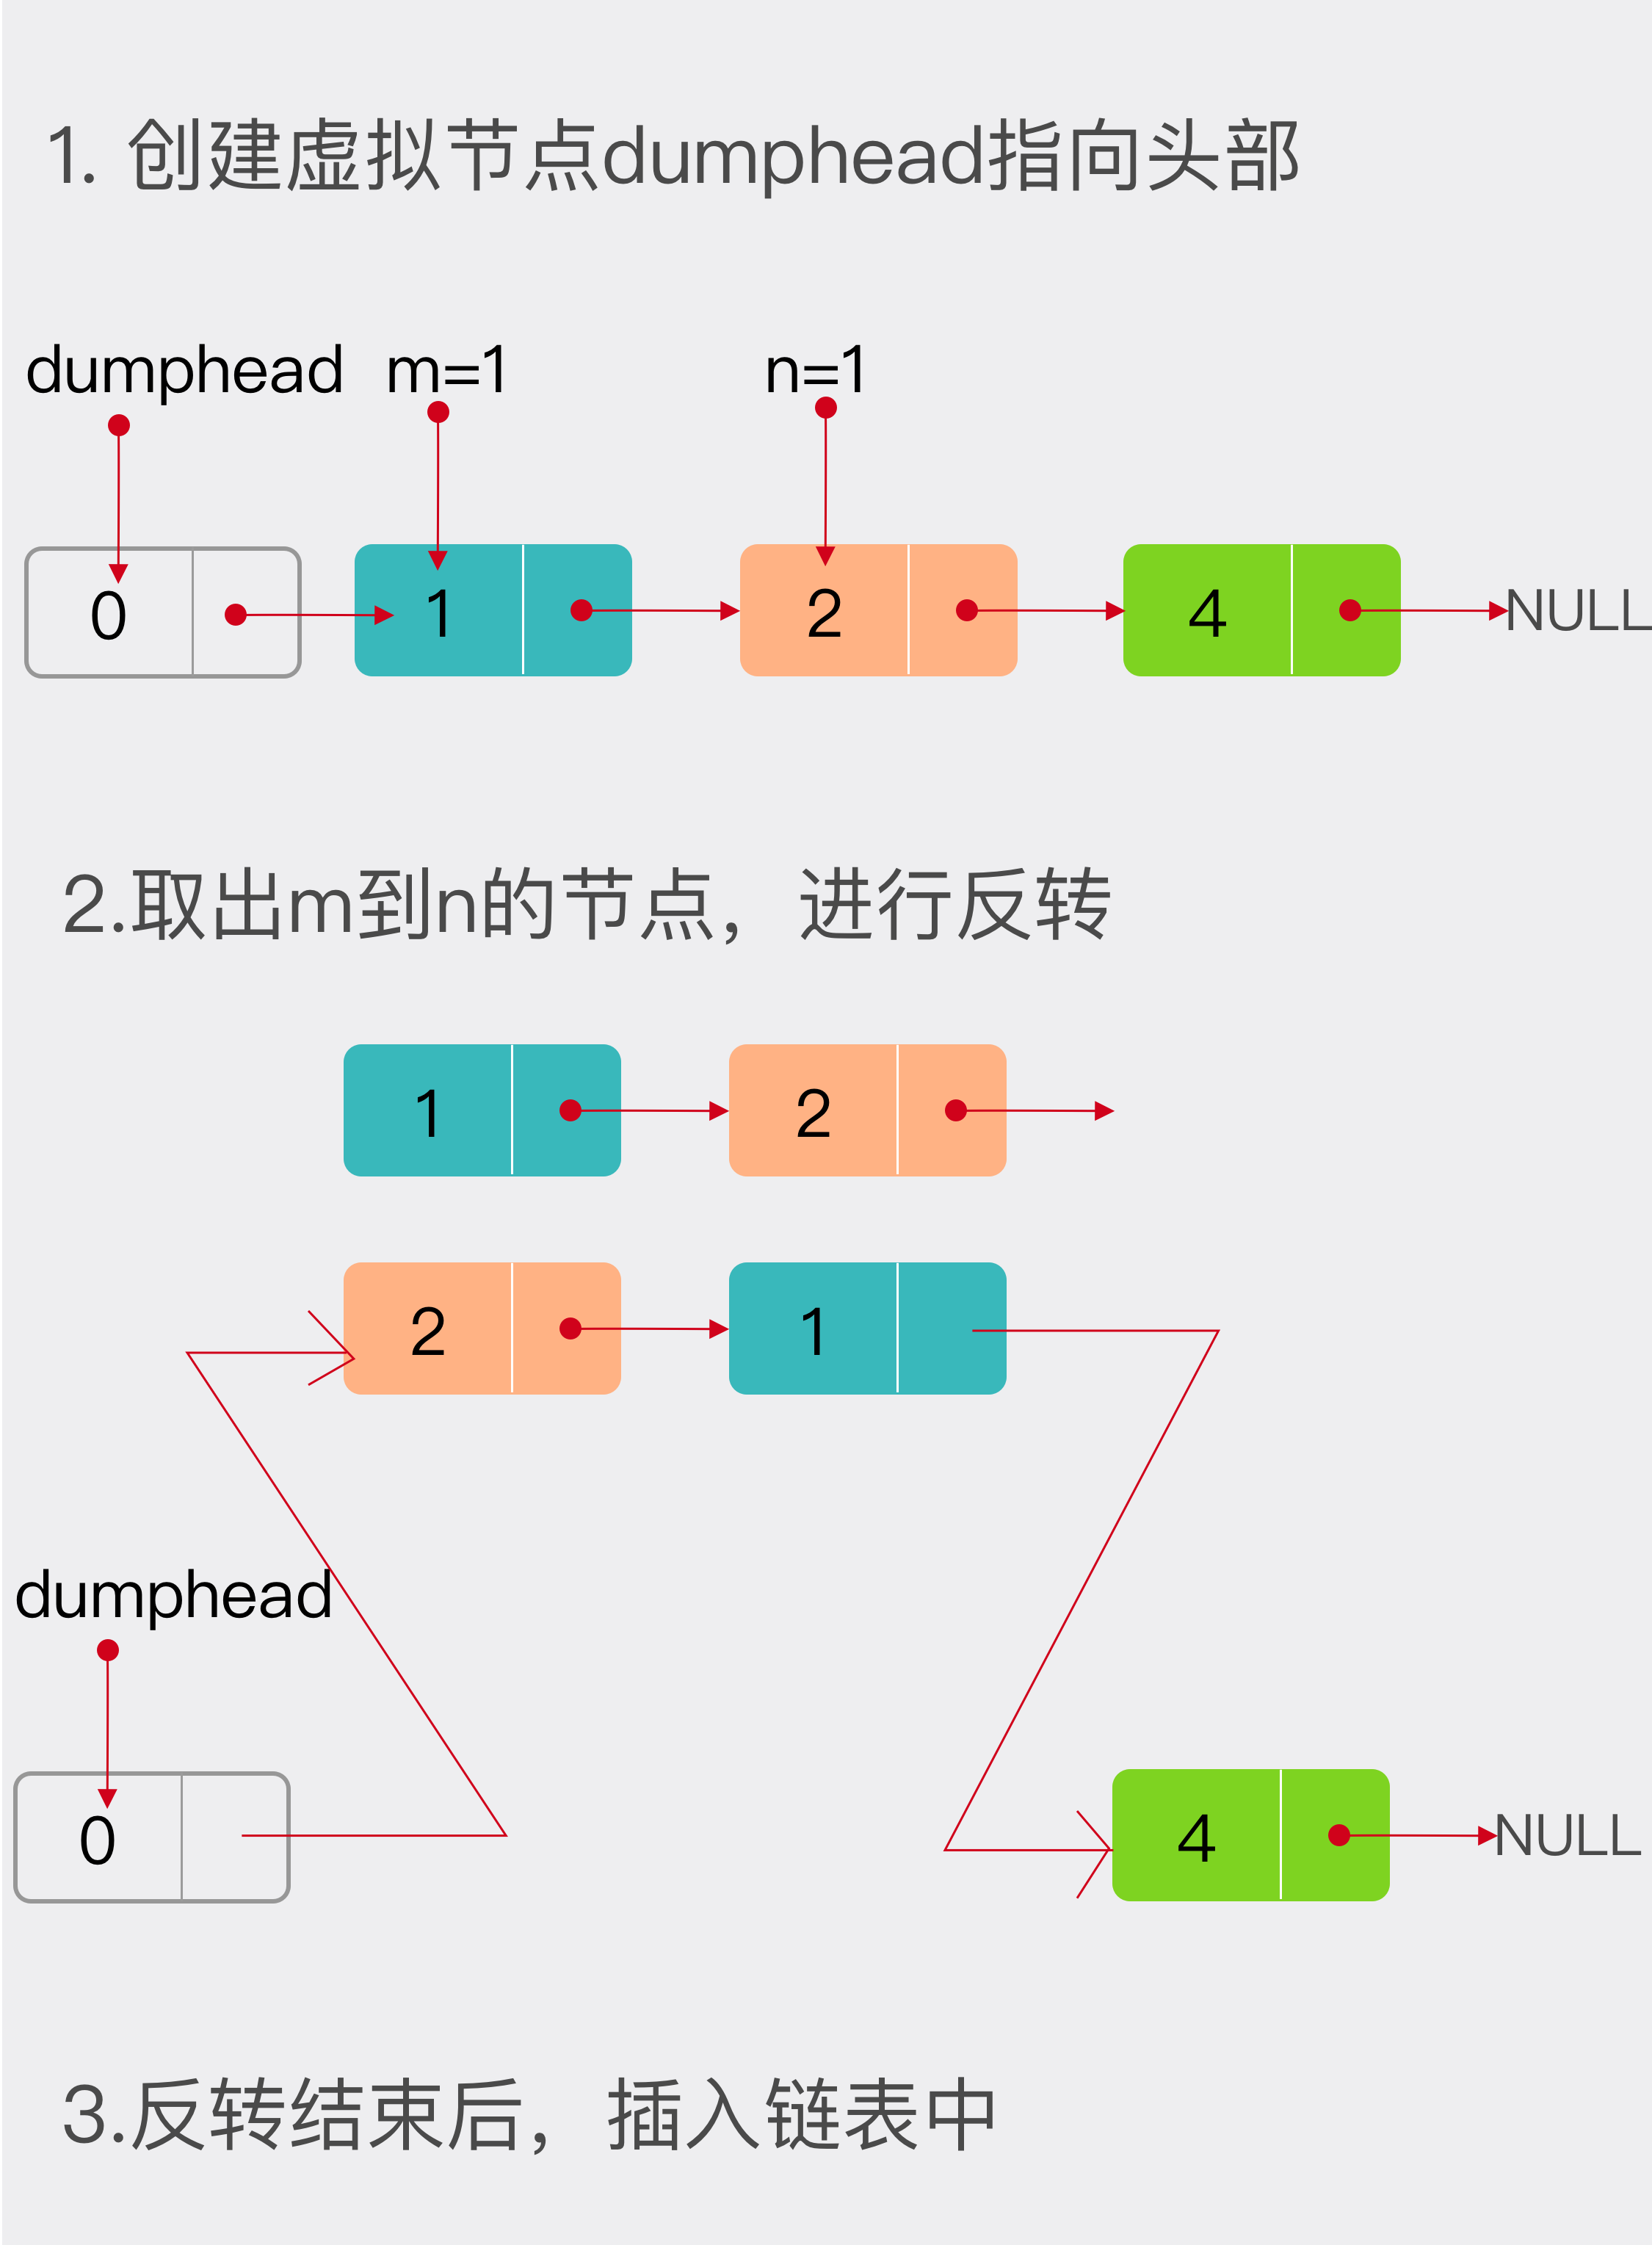 1. 创建虚拟节点dumphead指向头部
dumphead m=1 n=1
0 1 2 4 NULL
2.取出m到n的节点，进行反转
1 2
2 1
dumphead
0 4 NULL
3.反转结束后，插入链表中